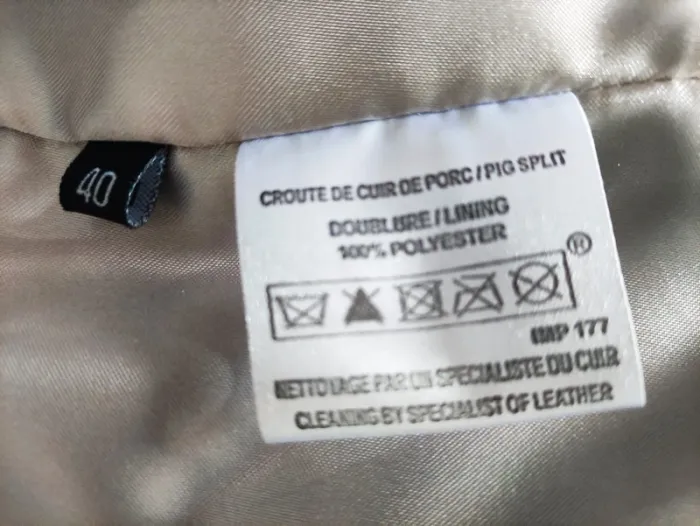 40
CROUTE DE CUIR DE PORC / PIG SPLIT
DOUBLURE / LINING
100% POLYESTER
®
IMP 177
NETTOYAGE PAR UN SPECIALISTE DU CUIR
CLEANING BY SPECIALIST OF LEATHER